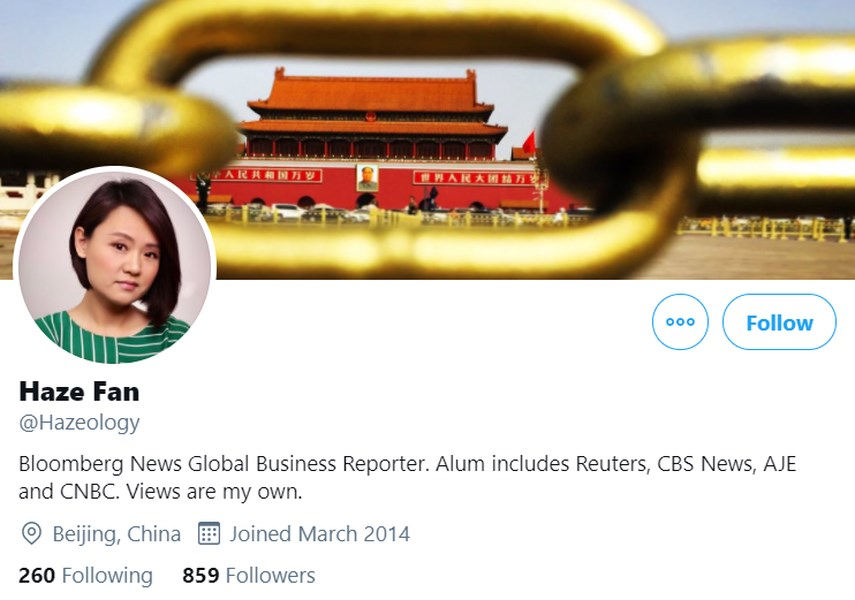 人民共和国万岁
世界人民大团结万岁
Follow
Haze Fan
@Hazeology
Bloomberg News Global Business Reporter. Alum includes Reuters, CBS News, AJE
and CNBC. Views are my own.
Beijing, China Joined March 2014
260 Following 859 Followers